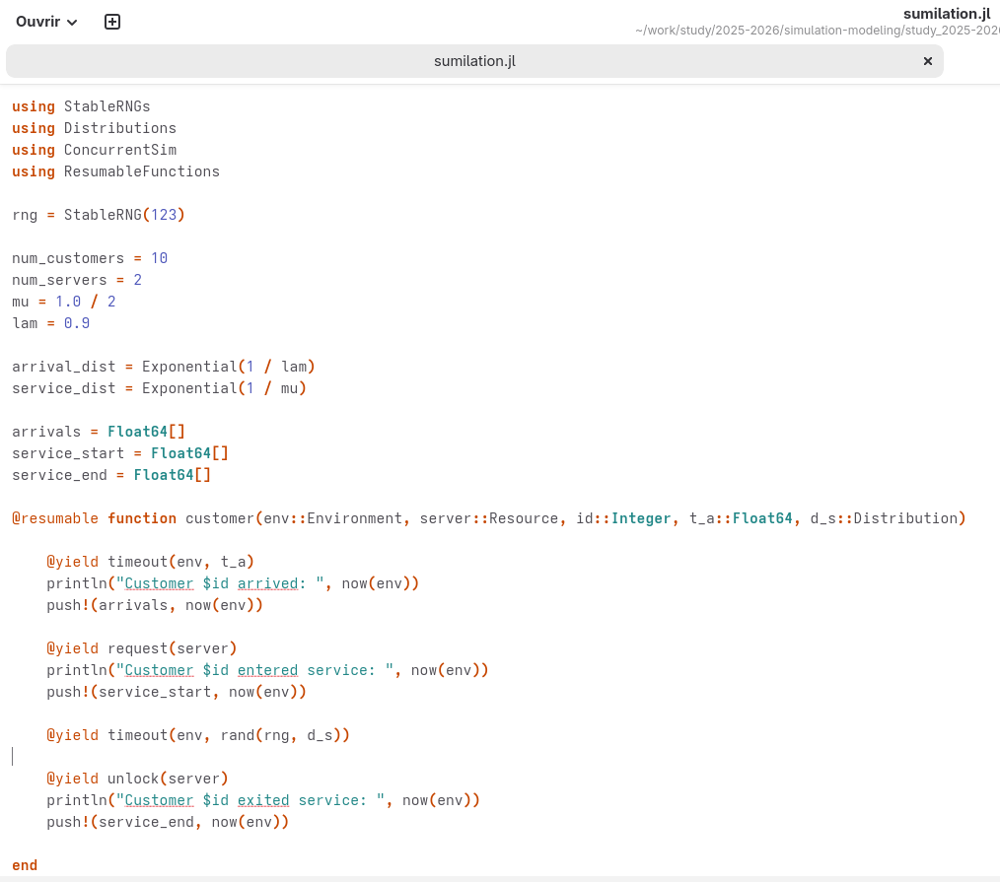 Ouvrir
sumilation.jl
~/work/study/2025-2026/simulation-modeling/study_2025-2026
sumilation.jl
using StableRNGs
using Distributions
using ConcurrentSim
using ResumableFunctions
rng = StableRNG(123)
num_customers = 10
num_servers = 2
mu = 1.0 / 2
lam = 0.9
arrival_dist = Exponential(1 / lam)
service_dist = Exponential(1 / mu)
arrivals = Float64[]
service_start = Float64[]
service_end = Float64[]
@resumable function customer(env::Environment, server::Resource, id::Integer, t_a::Float64, d_s::Distribution)
    @yield timeout(env, t_a)
    println("Customer $id arrived: ", now(env))
    push!(arrivals, now(env))
    @yield request(server)
    println("Customer $id entered service: ", now(env))
    push!(service_start, now(env))
    @yield timeout(env, rand(rng, d_s))
    @yield unlock(server)
    println("Customer $id exited service: ", now(env))
    push!(service_end, now(env))
end